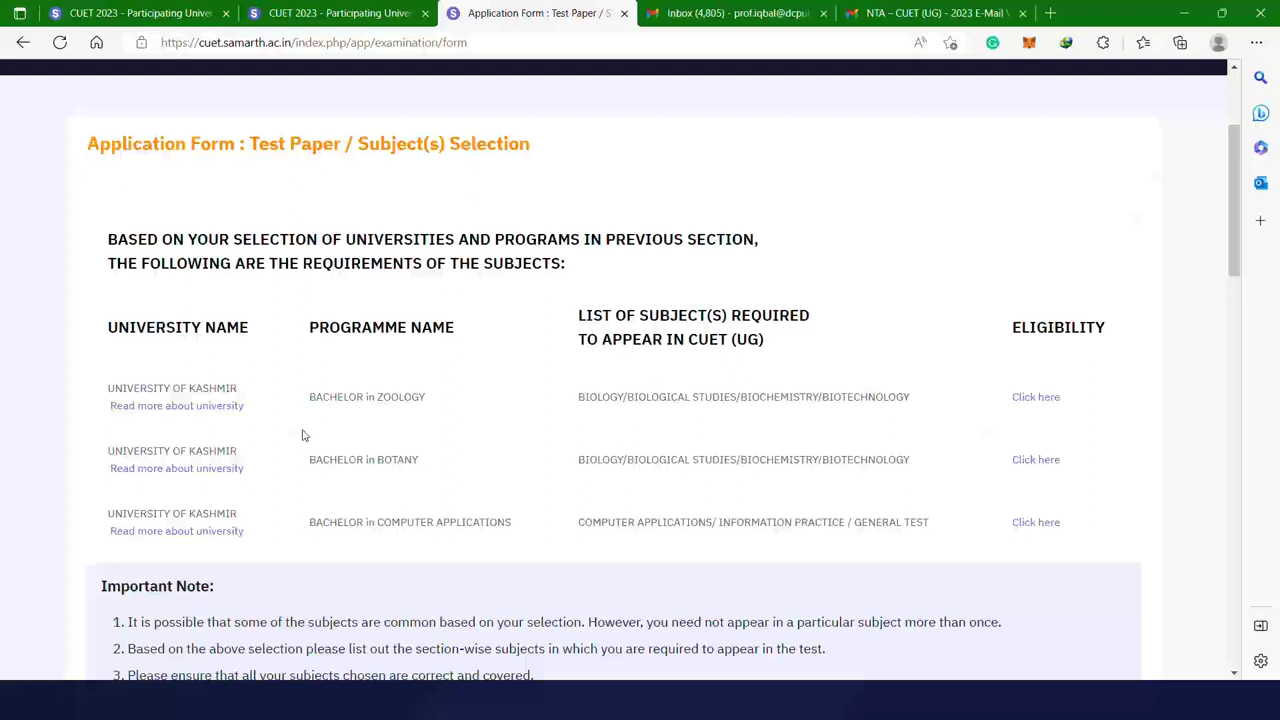 CUET 2023 - Participating Univer
CUET 2023 - Participating Univer
Application Form : Test Paper / S
Inbox (4,805) - prof.iqbal@dcpul
NTA – CUET (UG) - 2023 E-Mail V
https://cuet.samarth.ac.in/index.php/app/examination/form
Application Form : Test Paper / Subject(s) Selection
BASED ON YOUR SELECTION OF UNIVERSITIES AND PROGRAMS IN PREVIOUS SECTION,
THE FOLLOWING ARE THE REQUIREMENTS OF THE SUBJECTS:
UNIVERSITY NAME
PROGRAMME NAME
LIST OF SUBJECT(S) REQUIRED
TO APPEAR IN CUET (UG)
ELIGIBILITY
UNIVERSITY OF KASHMIR
Read more about university
BACHELOR in ZOOLOGY
BIOLOGY/BIOLOGICAL STUDIES/BIOCHEMISTRY/BIOTECHNOLOGY
Click here
UNIVERSITY OF KASHMIR
Read more about university
BACHELOR in BOTANY
BIOLOGY/BIOLOGICAL STUDIES/BIOCHEMISTRY/BIOTECHNOLOGY
Click here
UNIVERSITY OF KASHMIR
Read more about university
BACHELOR in COMPUTER APPLICATIONS
COMPUTER APPLICATIONS/ INFORMATION PRACTICE / GENERAL TEST
Click here
Important Note:
1. It is possible that some of the subjects are common based on your selection. However, you need not appear in a particular subject more than once.
2. Based on the above selection please list out the section-wise subjects in which you are required to appear in the test.
3. Please ensure that all your subjects chosen are correct and covered.